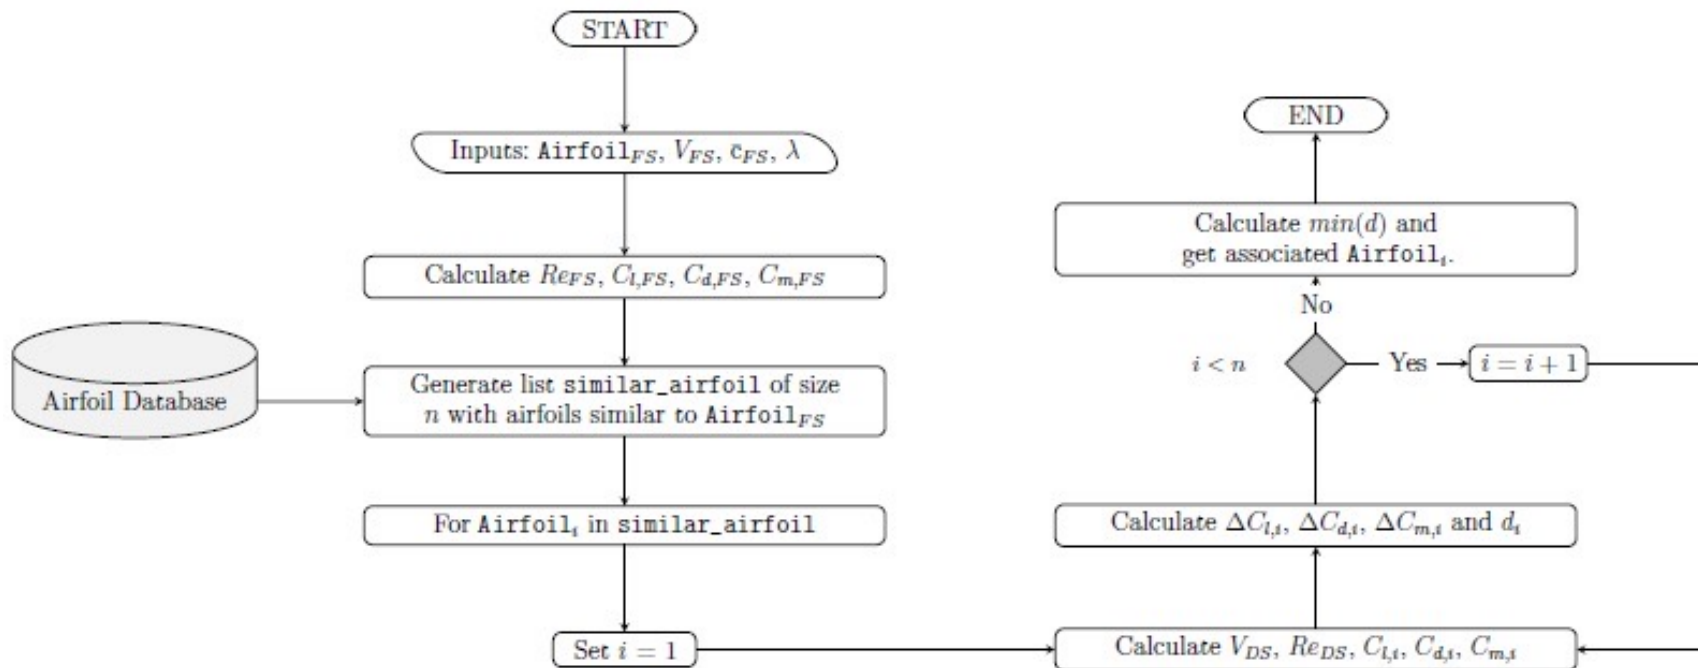 START
Inputs: Airfoil_FS, V_FS, c̄_FS, λ
Calculate Re_FS, C_l,FS, C_d,FS, C_m,FS
Airfoil Database
Generate list similar_airfoil of size
n with airfoils similar to Airfoil_FS
For Airfoil_i in similar_airfoil
Set i = 1
Calculate V_DS, Re_DS, C_l,i, C_d,i, C_m,i
Calculate ΔC_l,i, ΔC_d,i, ΔC_m,i and d_i
i < n
Yes
i = i + 1
No
Calculate min(d) and
get associated Airfoil_i.
END